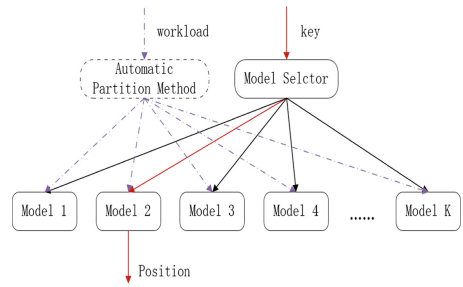 workload
key
Automatic
Partition Method
Model Selctor
Model 1
Model 2
Model 3
Model 4
......
Model K
Position